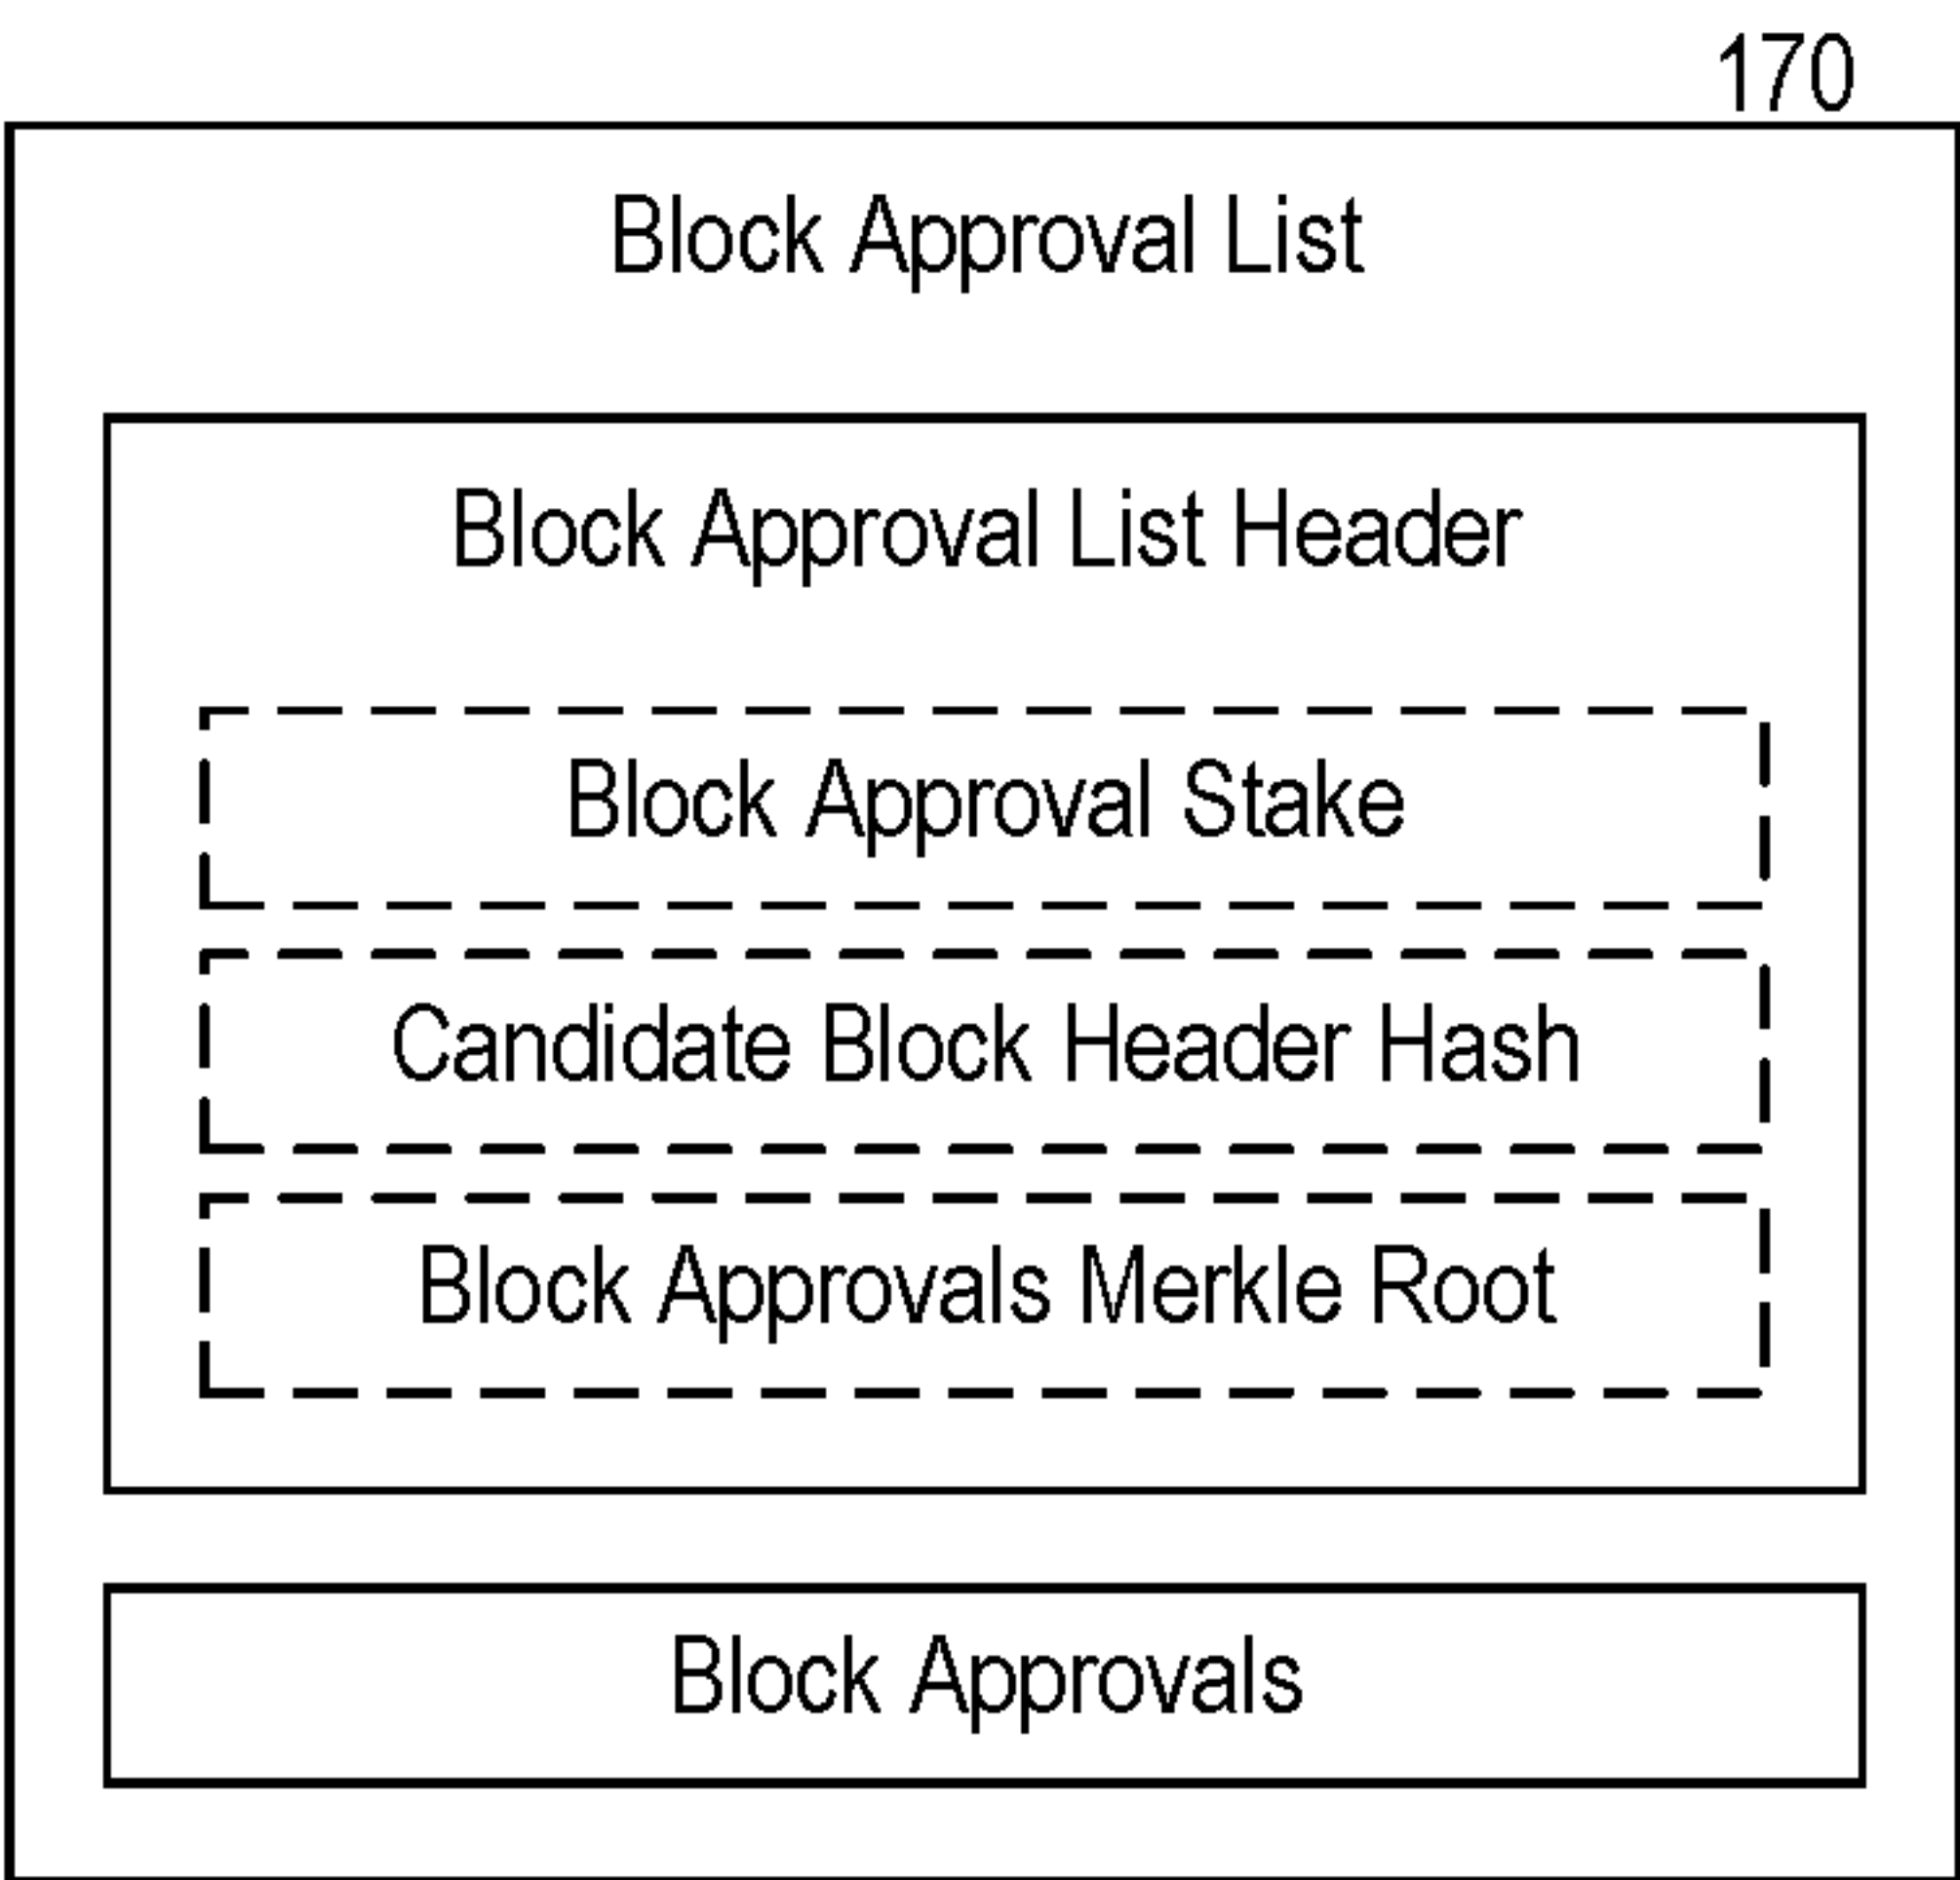 170
Block Approval List
Block Approval List Header
Block Approval Stake
Candidate Block Header Hash
Block Approvals Merkle Root
Block Approvals